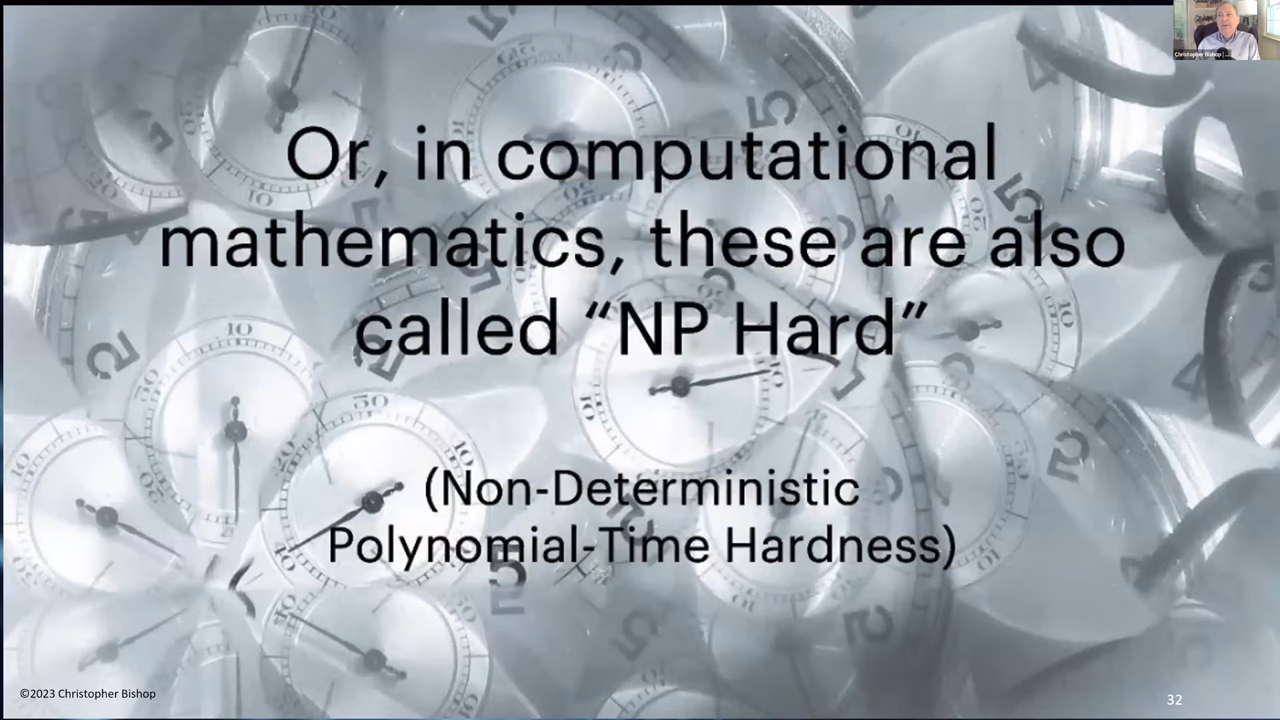 Christopher Bishop
Or, in computational
mathematics, these are also
called “NP Hard”
(Non-Deterministic
Polynomial-Time Hardness)
©2023 Christopher Bishop
32